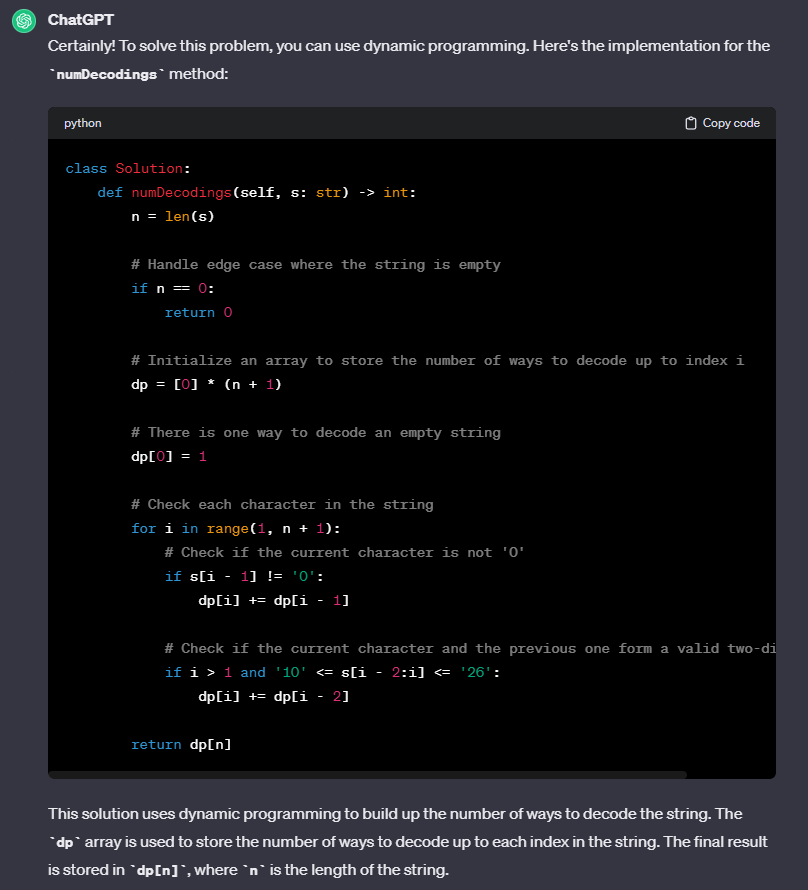 ChatGPT
Certainly! To solve this problem, you can use dynamic programming. Here's the implementation for the
`numDecodings` method:
python
Copy code
class Solution:
    def numDecodings(self, s: str) -> int:
        n = len(s)

        # Handle edge case where the string is empty
        if n == 0:
            return 0

        # Initialize an array to store the number of ways to decode up to index i
        dp = [0] * (n + 1)

        # There is one way to decode an empty string
        dp[0] = 1

        # Check each character in the string
        for i in range(1, n + 1):
            # Check if the current character is not '0'
            if s[i - 1] != '0':
                dp[i] += dp[i - 1]

            # Check if the current character and the previous one form a valid two-di
            if i > 1 and '10' <= s[i - 2:i] <= '26':
                dp[i] += dp[i - 2]

        return dp[n]
This solution uses dynamic programming to build up the number of ways to decode the string. The
`dp` array is used to store the number of ways to decode up to each index in the string. The final result
is stored in `dp[n]`, where `n` is the length of the string.